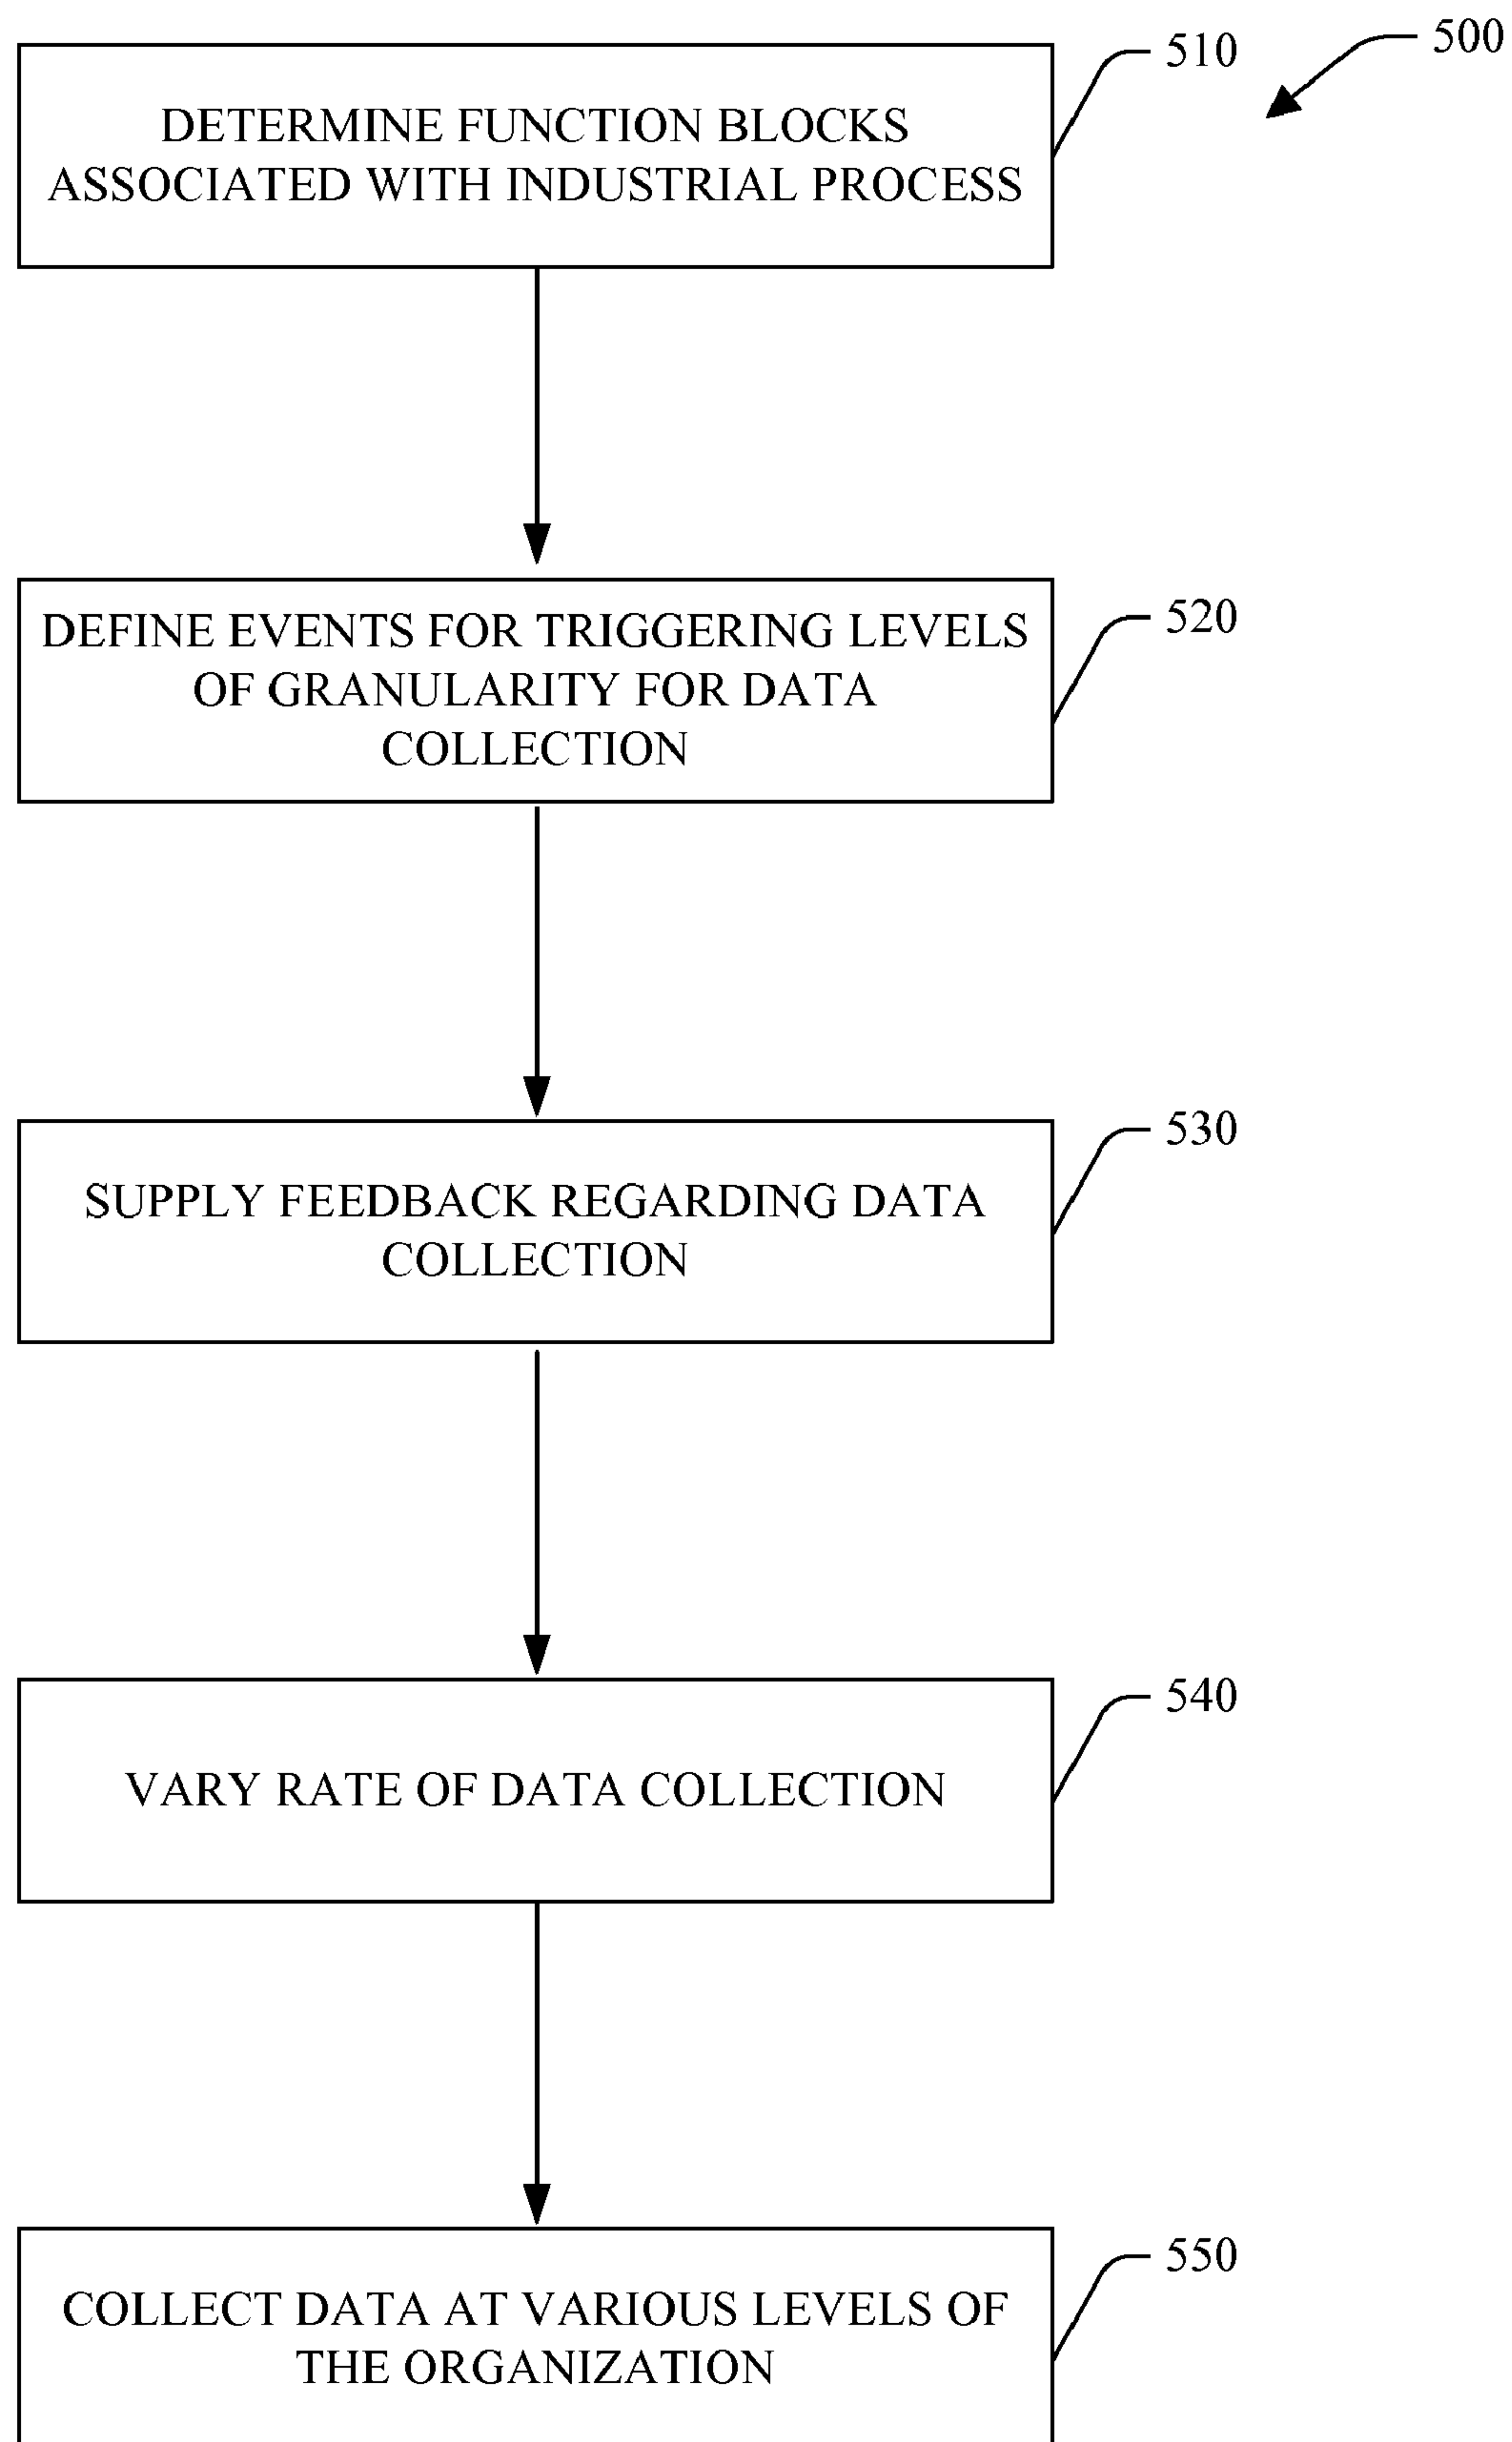 500
510
DETERMINE FUNCTION BLOCKS
ASSOCIATED WITH INDUSTRIAL PROCESS
520
DEFINE EVENTS FOR TRIGGERING LEVELS
OF GRANULARITY FOR DATA
COLLECTION
530
SUPPLY FEEDBACK REGARDING DATA
COLLECTION
540
VARY RATE OF DATA COLLECTION
550
COLLECT DATA AT VARIOUS LEVELS OF
THE ORGANIZATION